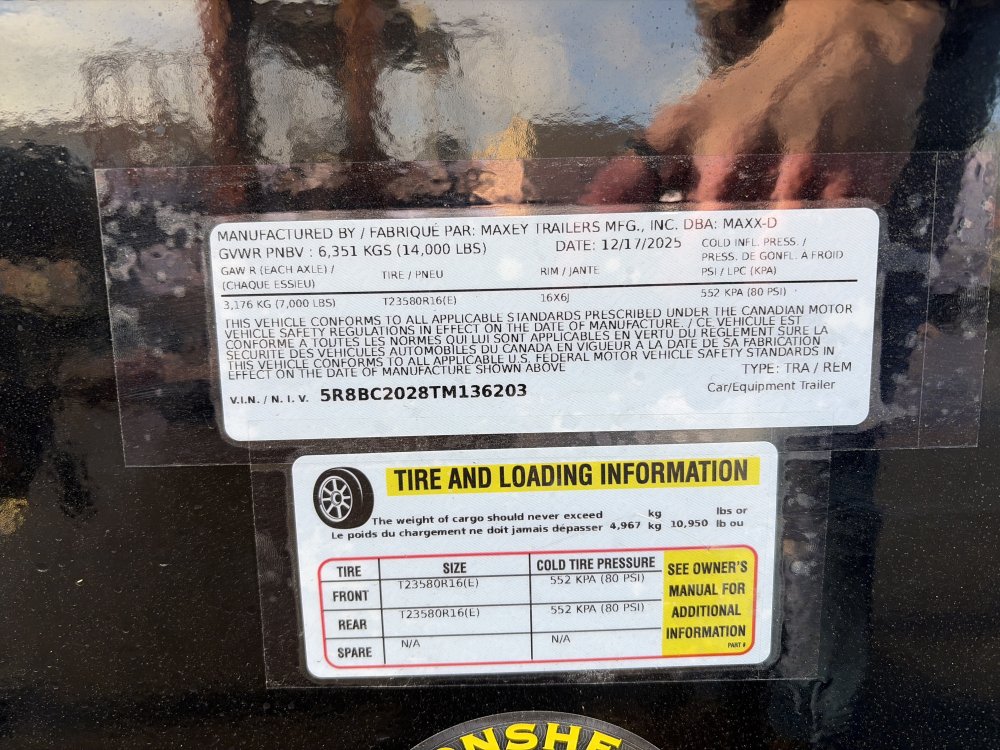 MANUFACTURED BY / FABRIQUÉ PAR: MAXEY TRAILERS MFG., INC. DBA: MAXX-D
GVWR PNBV : 6,351 KGS (14,000 LBS) DATE: 12/17/2025 COLD INFL. PRESS. /
PRESS. DE GONFL. A FROID
GAW R (EACH AXLE) / TIRE / PNEU RIM / JANTE PSI / LPC (KPA)
(CHAQUE ESSIEU)
3,176 KG (7,000 LBS) T23580R16(E) 16X6J 552 KPA (80 PSI)
THIS VEHICLE CONFORMS TO ALL APPLICABLE STANDARDS PRESCRIBED UNDER THE CANADIAN MOTOR
VEHICLE SAFETY REGULATIONS IN EFFECT ON THE DATE OF MANUFACTURE. / CE VEHICULE EST
CONFORME A TOUTES LES NORMES QUI LUI SONT APPLICABLES EN VERTU DU REGLEMENT SURE LA
SECURITE DES VEHICULES AUTOMOBILES DU CANADA EN VIGUEUR A LA DATE DE SA FABRICATION
THIS VEHICLE CONFORMS TO ALL APPLICABLE U.S. FEDERAL MOTOR VEHICLE SAFETY STANDARDS IN
EFFECT ON THE DATE OF MANUFACTURE SHOWN ABOVE
TYPE: TRA / REM
V.I.N. / N. I. V. 5R8BC2028TM136203 Car/Equipment Trailer
TIRE AND LOADING INFORMATION
The weight of cargo should never exceed kg lbs or
Le poids du chargement ne doit jamais dépasser 4,967 kg 10,950 lb ou
TIRE SIZE COLD TIRE PRESSURE
FRONT T23580R16(E) 552 KPA (80 PSI)
REAR T23580R16(E) 552 KPA (80 PSI)
SPARE N/A N/A
SEE OWNER'S
MANUAL FOR
ADDITIONAL
INFORMATION
PART #
ONSHE